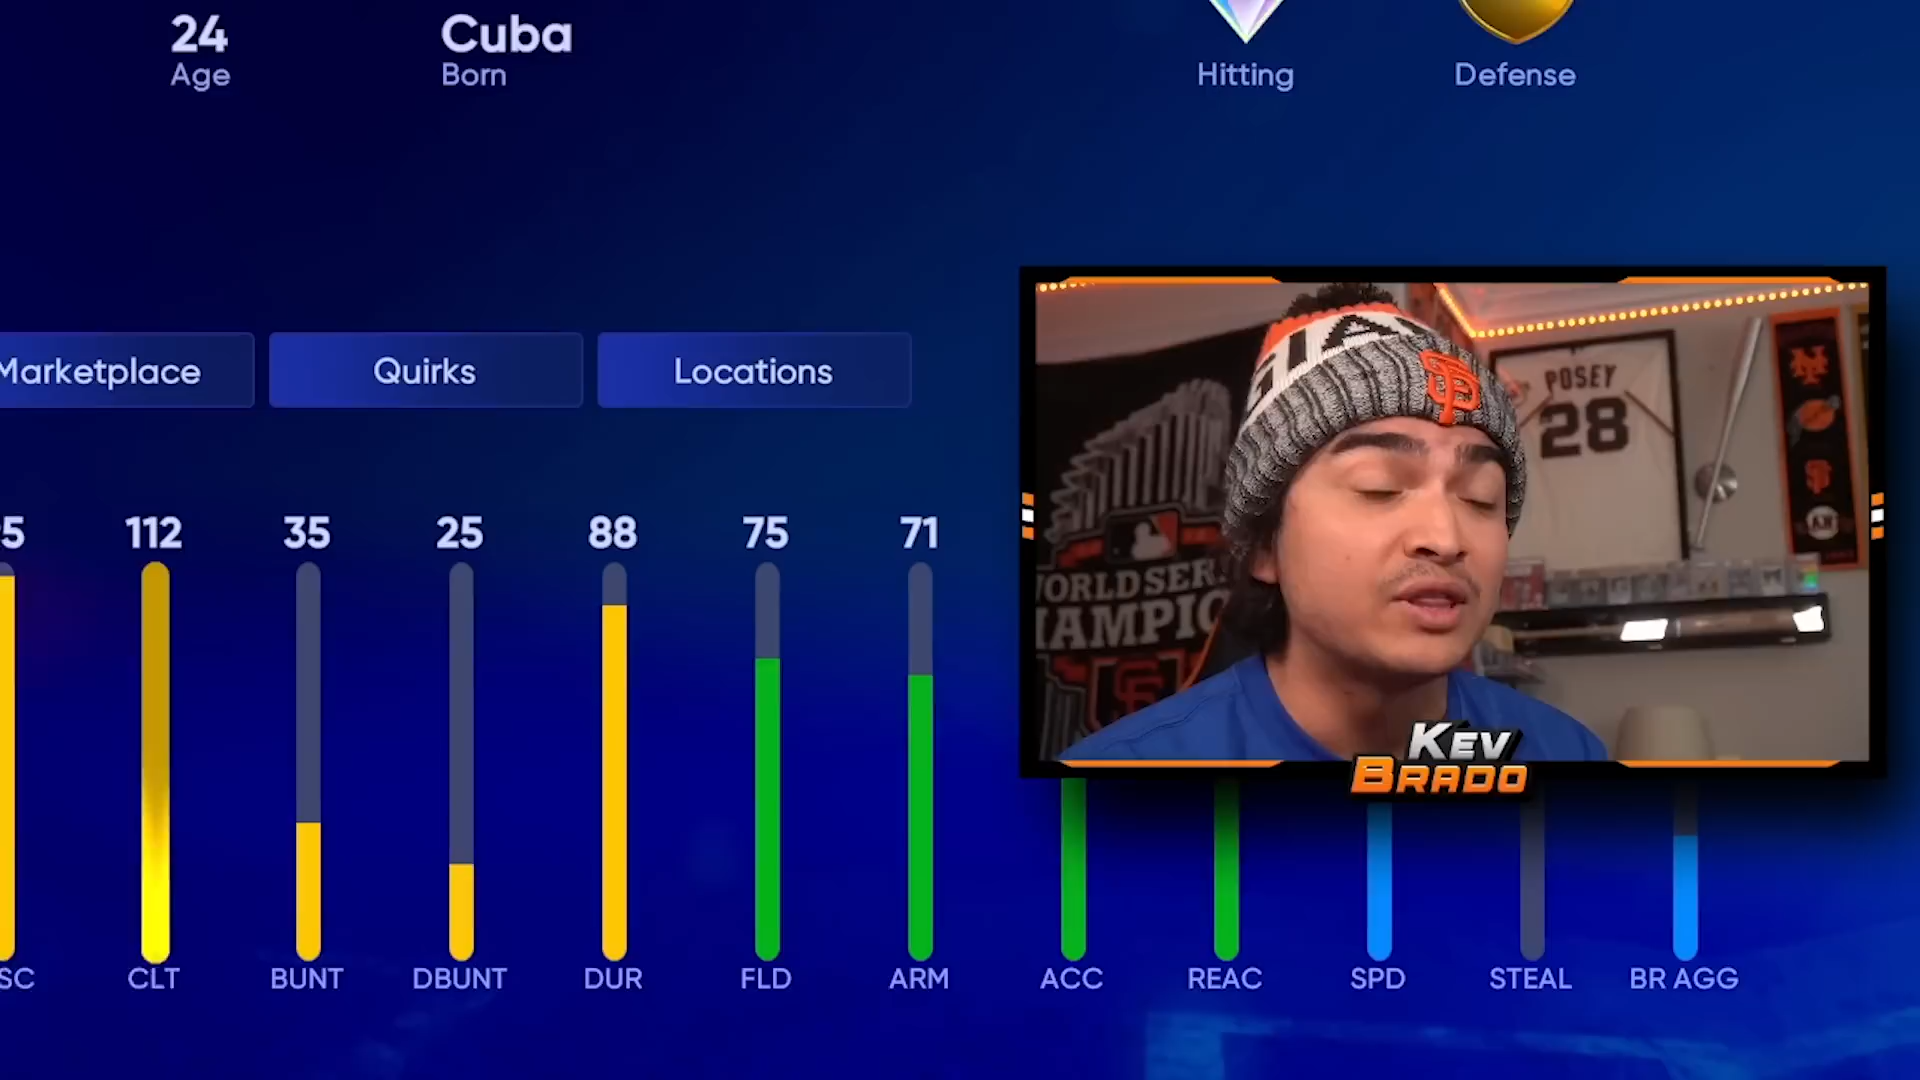 24
Age
Cuba
Born
Hitting
Defense
Marketplace
Quirks
Locations
112
35
25
88
75
71
CLT
BUNT
DBUNT
DUR
FLD
ARM
ACC
REAC
SPD
STEAL
BR AGG
POSEY
28
SF
KEV
BRADO